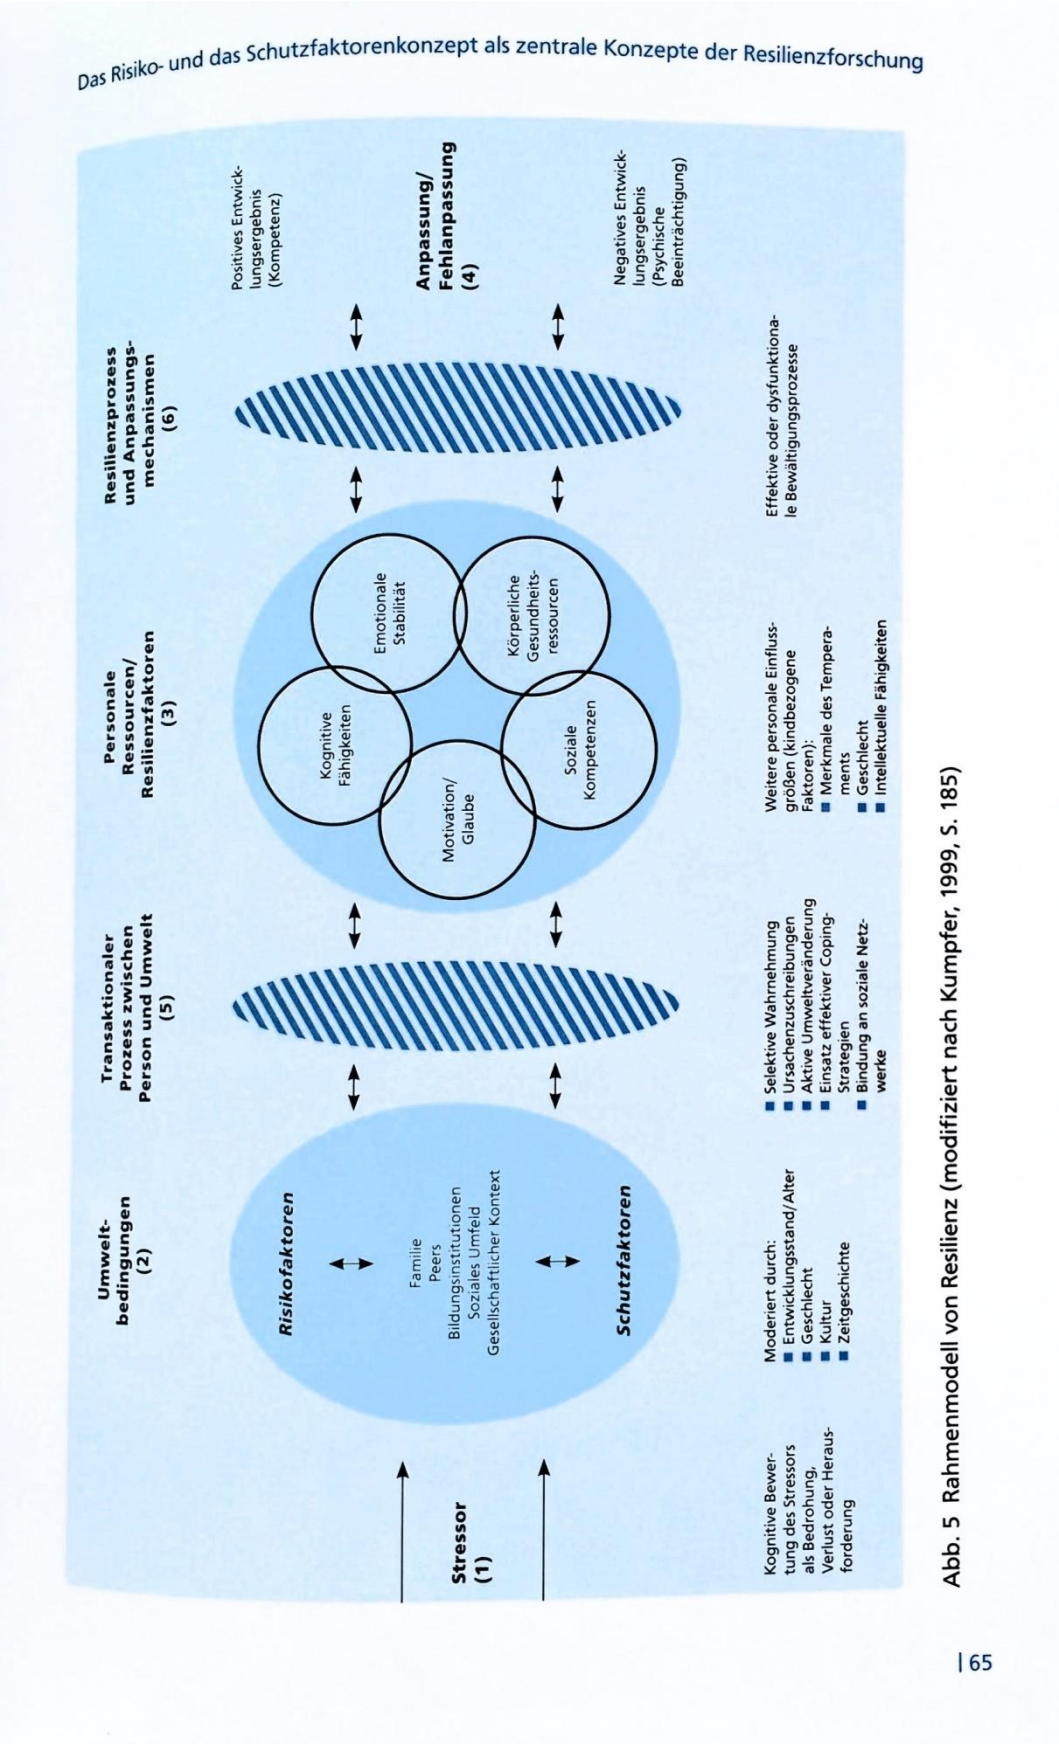 Das Risiko- und das Schutzfaktorenkonzept als zentrale Konzepte der Resilienzforschung
Umwelt-
bedingungen
(2)
Transaktionaler
Prozess zwischen
Person und Umwelt
(5)
Personale
Ressourcen/
Resilienzfaktoren
(3)
Resilienzprozess
und Anpassungs-
mechanismen
(6)
Stressor
(1)
Risikofaktoren
Familie
Peers
Bildungsinstitutionen
Soziales Umfeld
Gesellschaftlicher Kontext
Schutzfaktoren
Kognitive
Fähigkeiten
Emotionale
Stabilität
Motivation/
Glaube
Körperliche
Gesundheits-
ressourcen
Soziale
Kompetenzen
Positives Entwick-
lungsergebnis
(Kompetenz)
Anpassung/
Fehlanpassung
(4)
Negatives Entwick-
lungsergebnis
(Psychische
Beeinträchtigung)
Kognitive Bewer-
tung des Stressors
als Bedrohung,
Verlust oder Heraus-
forderung
Moderiert durch:
■ Entwicklungsstand/Alter
■ Geschlecht
■ Kultur
■ Zeitgeschichte
■ Selektive Wahrnehmung
■ Ursachenzuschreibungen
■ Aktive Umweltveränderung
■ Einsatz effektiver Coping-
Strategien
■ Bindung an soziale Netz-
werke
Weitere personale Einfluss-
größen (kindbezogene
Faktoren):
■ Merkmale des Tempera-
ments
■ Geschlecht
■ Intellektuelle Fähigkeiten
Effektive oder dysfunktiona-
le Bewältigungsprozesse
Abb. 5 Rahmenmodell von Resilienz (modifiziert nach Kumpfer, 1999, S. 185)
| 65